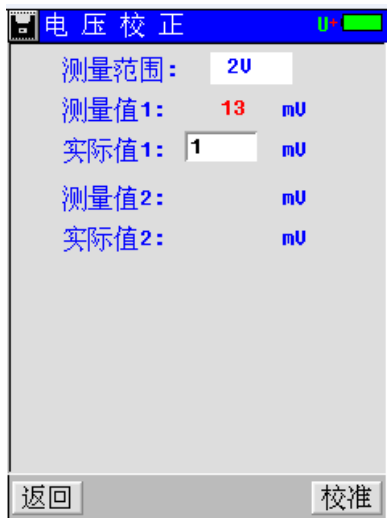 电压校正 U+
测量范围: 2V
测量值1: 13 mV
实际值1: 1 mV
测量值2: mV
实际值2: mV
返回 校准